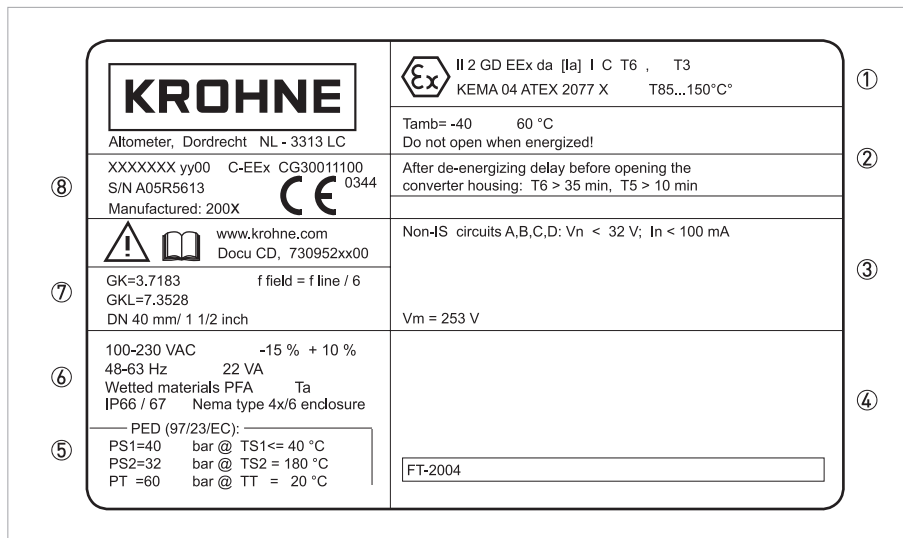 KROHNE
Altometer, Dordrecht NL - 3313 LC
⑧
XXXXXXX yy00 C-EEx CG30011100
S/N A05R5613
CE 0344
Manufactured: 200X
www.krohne.com
Docu CD, 730952xx00
⑦
GK=3.7183 f field = f line / 6
GKL=7.3528
DN 40 mm/ 1 1/2 inch
⑥
100-230 VAC -15 % + 10 %
48-63 Hz 22 VA
Wetted materials PFA Ta
IP66 / 67 Nema type 4x/6 enclosure
⑤
PED (97/23/EC):
PS1=40 bar @ TS1<= 40 °C
PS2=32 bar @ TS2 = 180 °C
PT =60 bar @ TT = 20 °C
Ex
II 2 GD EEx da [Ia] I C T6 , T3
KEMA 04 ATEX 2077 X T85...150°C°
①
Tamb= -40 60 °C
Do not open when energized!
②
After de-energizing delay before opening the
converter housing: T6 > 35 min, T5 > 10 min
Non-IS circuits A,B,C,D: Vn < 32 V; In < 100 mA
③
Vm = 253 V
④
FT-2004